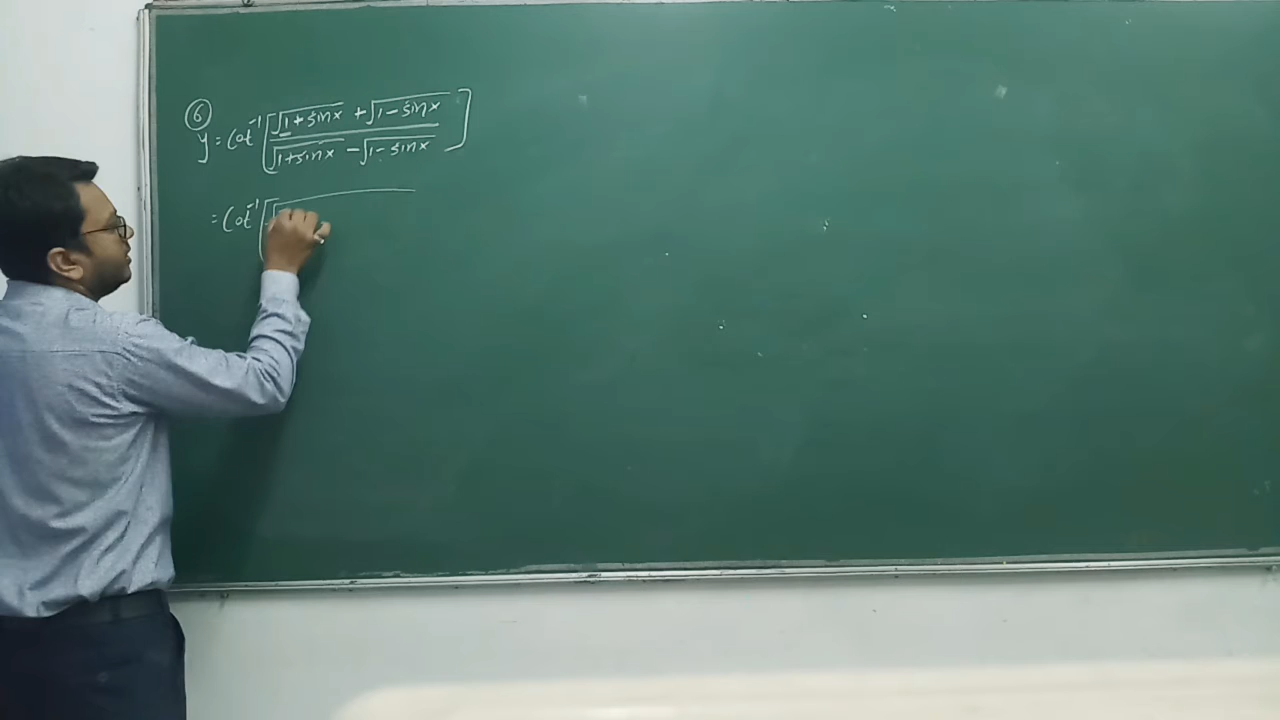 ⑥
y = Cot⁻¹ [ (√(1+sinx) + √(1-sinx)) / (√(1+sinx) - √(1-sinx)) ]
= Cot⁻¹ [ √